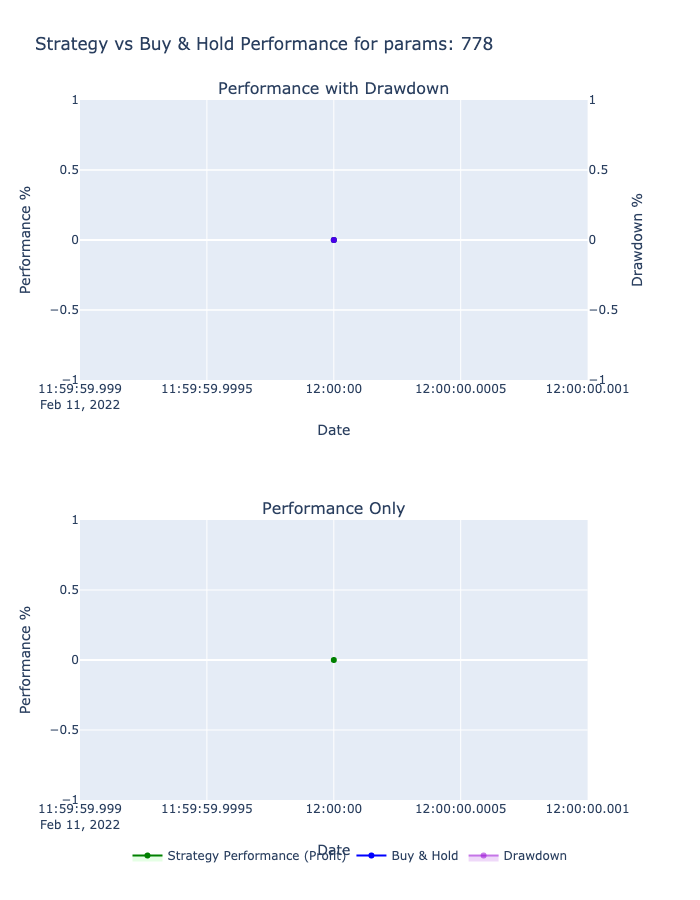 Strategy vs Buy & Hold Performance for params: 778
Performance with Drawdown
1
0.5
0
−0.5
−1
Performance %
1
0.5
0
−0.5
−1
Drawdown %
11:59:59.999 11:59:59.9995 12:00:00 12:00:00.0005 12:00:00.001
Feb 11, 2022
Date
Performance Only
1
0.5
0
−0.5
−1
Performance %
11:59:59.999 11:59:59.9995 12:00:00 12:00:00.0005 12:00:00.001
Feb 11, 2022
Date
Strategy Performance (Profit) Buy & Hold Drawdown